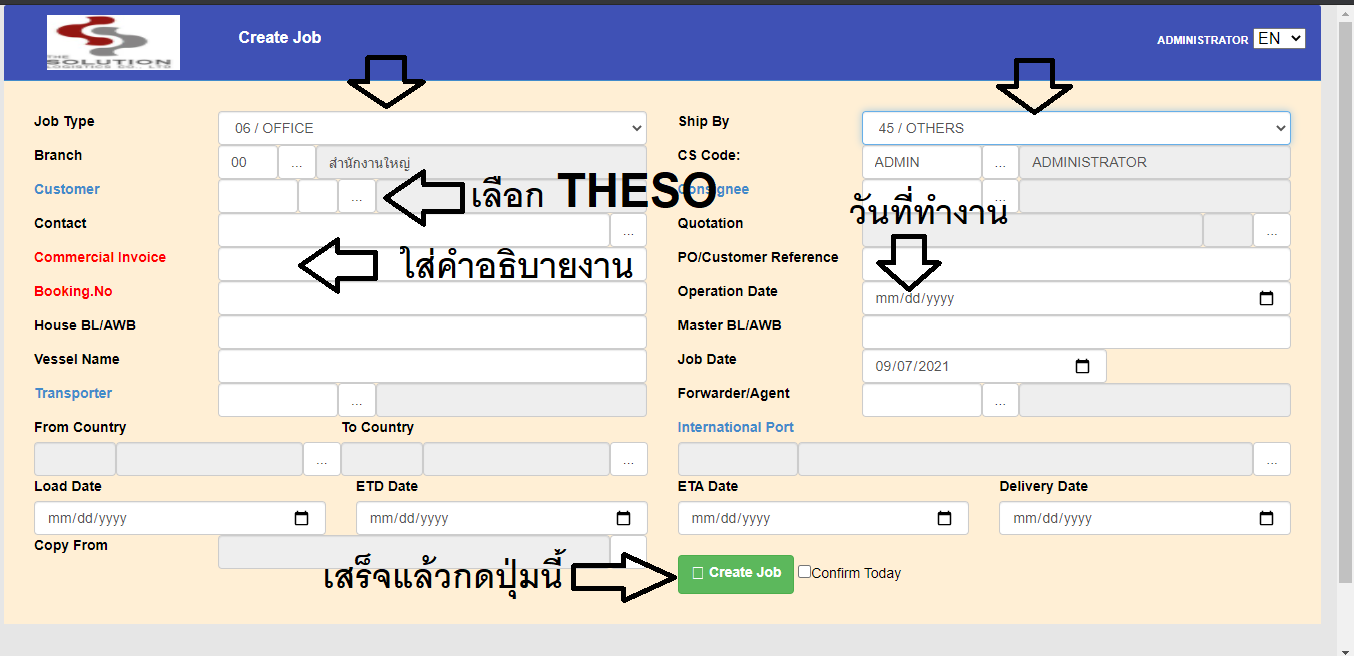 THE
SOLUTION
LOGISTICS CO., LTD
Create Job
ADMINISTRATOR EN
Job Type 06 / OFFICE Ship By 45 / OTHERS
Branch 00 ... สำนักงานใหญ่ CS Code: ADMIN ... ADMINISTRATOR
Customer ... เลือก THESO Consignee ...
วันที่ทำงาน
Contact ... Quotation ...
Commercial Invoice ใส่คำอธิบายงาน PO/Customer Reference
Booking.No Operation Date mm/dd/yyyy
House BL/AWB Master BL/AWB
Vessel Name Job Date 09/07/2021
Transporter ... Forwarder/Agent ...
From Country To Country International Port
... ... ...
Load Date ETD Date ETA Date Delivery Date
mm/dd/yyyy mm/dd/yyyy mm/dd/yyyy mm/dd/yyyy
Copy From
เสร็จแล้วกดปุ่มนี้ Create Job Confirm Today